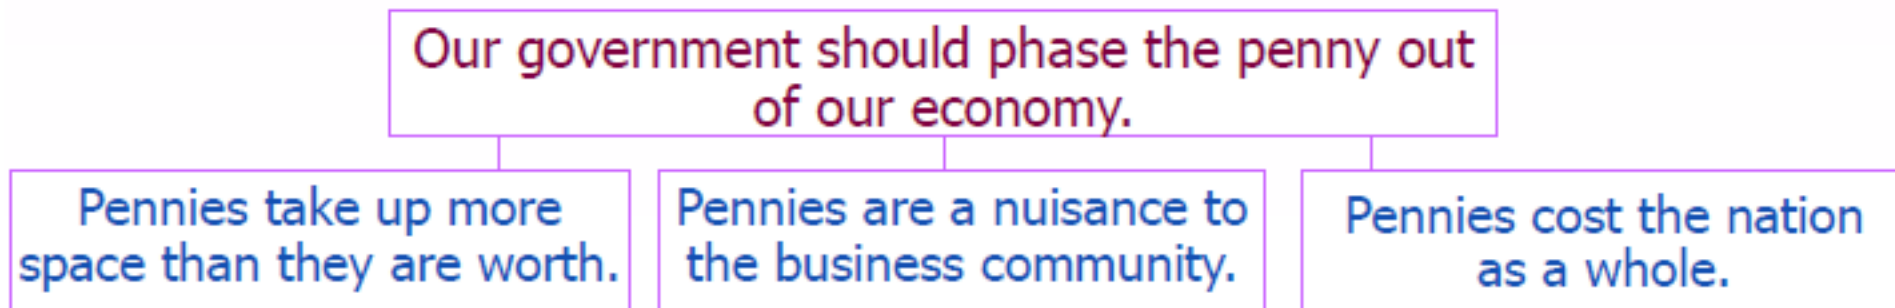 Our government should phase the penny out
of our economy.
Pennies take up more
space than they are worth.
Pennies are a nuisance to
the business community.
Pennies cost the nation
as a whole.